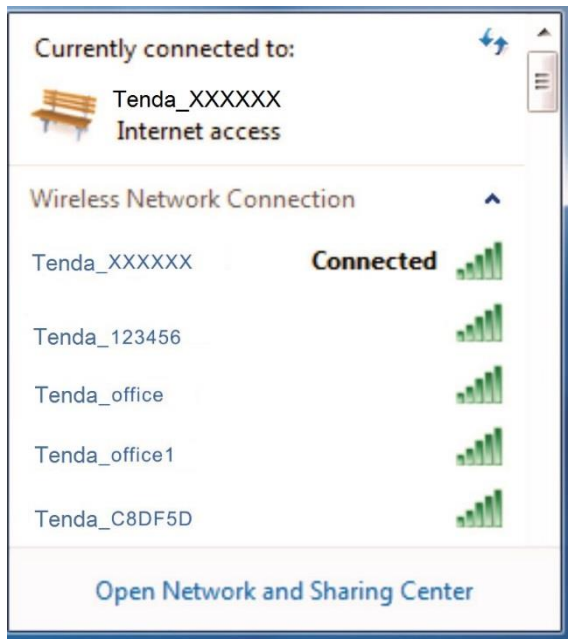 Currently connected to:
Tenda_XXXXXX
Internet access
Wireless Network Connection
Tenda_XXXXXX Connected
Tenda_123456
Tenda_office
Tenda_office1
Tenda_C8DF5D
Open Network and Sharing Center